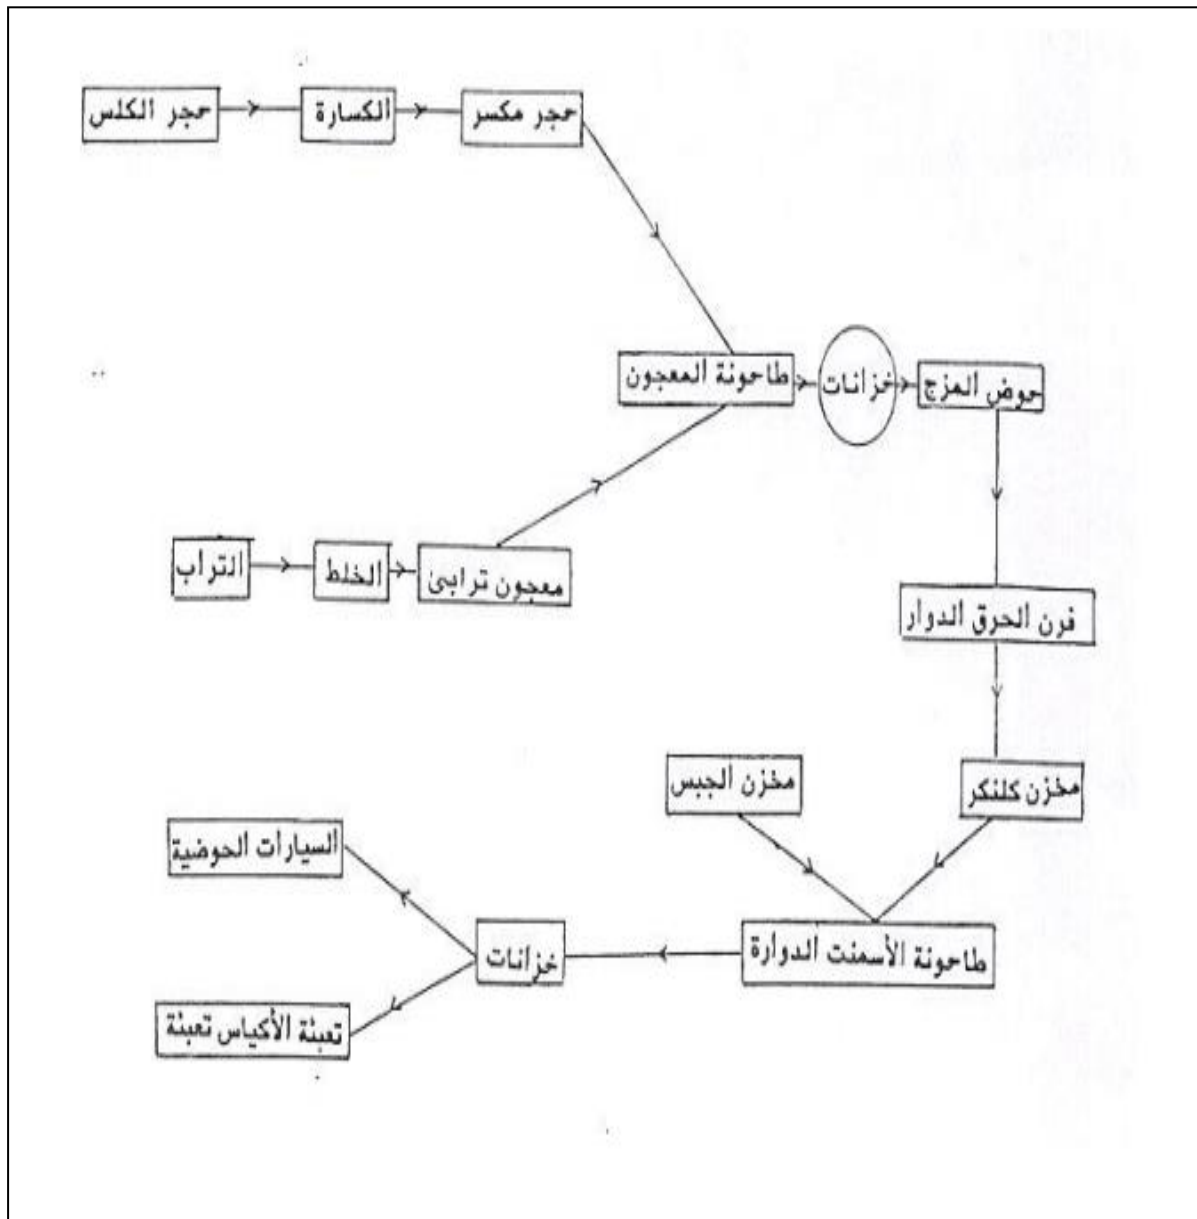 حجر الكلس
الكسارة
حجر مكسر
طاحونة المعجون
خزانات
حوض المزج
التراب
الخلط
معجون ترابئ
فرن الحرق الدوار
مخزن الجبس
مخزن كلنكر
السيارات الحوضية
خزانات
طاحونة الأسمنت الدوارة
تعبئة الأكياس تعبئة